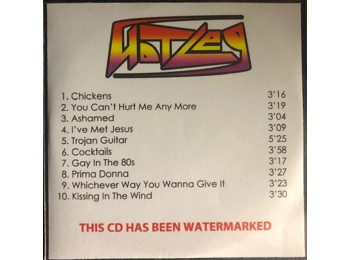 HOTLEG
1. Chickens 3'16
2. You Can't Hurt Me Any More 3'19
3. Ashamed 3'04
4. I've Met Jesus 3'09
5. Trojan Guitar 5'25
6. Cocktails 3'58
7. Gay In The 80s 3'17
8. Prima Donna 3'27
9. Whichever Way You Wanna Give It 3'23
10. Kissing In The Wind 3'30
THIS CD HAS BEEN WATERMARKED